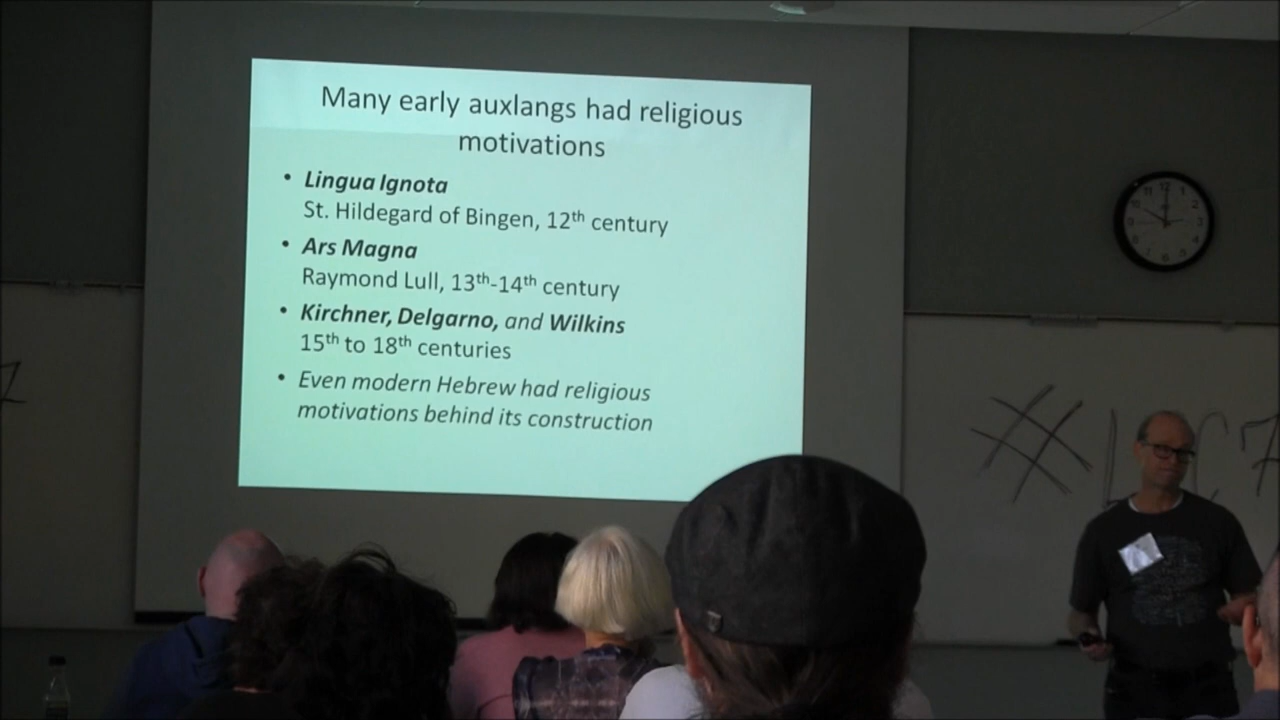 Many early auxlangs had religious
motivations
• Lingua Ignota
St. Hildegard of Bingen, 12th century
• Ars Magna
Raymond Lull, 13th-14th century
• Kirchner, Delgarno, and Wilkins
15th to 18th centuries
• Even modern Hebrew had religious
motivations behind its construction